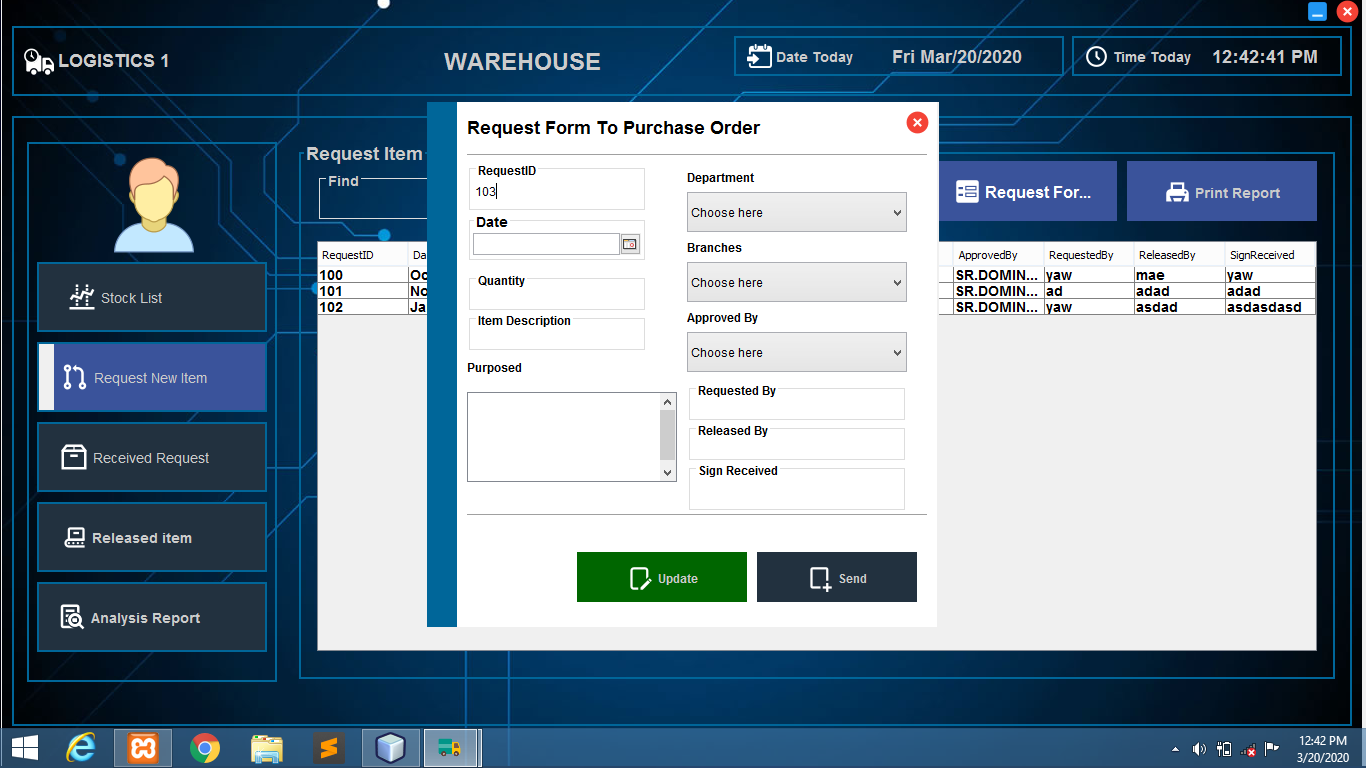 LOGISTICS 1
WAREHOUSE
Date Today
Fri Mar/20/2020
Time Today
12:42:41 PM
Stock List
Request New Item
Received Request
Released item
Analysis Report
Request Item
Find
Request For...
Print Report
RequestID Da ApprovedBy RequestedBy ReleasedBy SignReceived
100 Oc SR.DOMIN... yaw mae yaw
101 No SR.DOMIN... ad adad adad
102 Ja SR.DOMIN... yaw asdad asdasdasd
Request Form To Purchase Order
RequestID
103
Date
Quantity
Item Description
Purposed
Department
Choose here
Branches
Choose here
Approved By
Choose here
Requested By
Released By
Sign Received
Update
Send
12:42 PM
3/20/2020